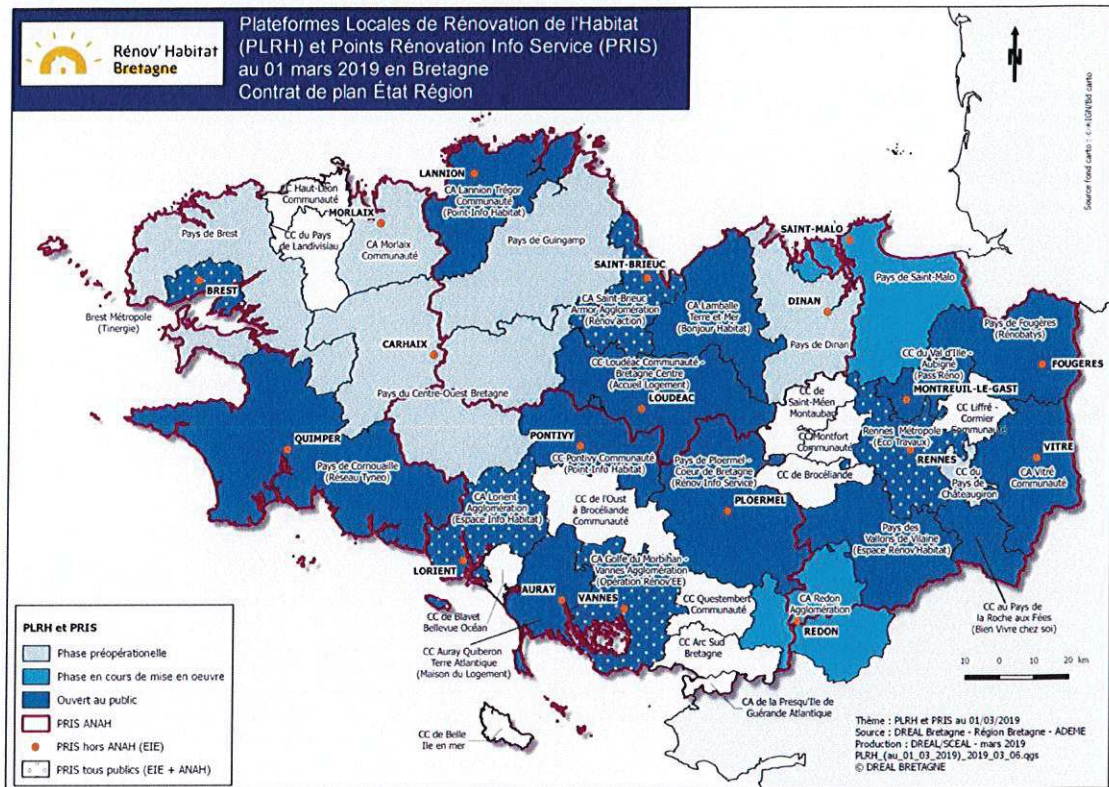 Rénov' Habitat
Bretagne
Plateformes Locales de Rénovation de l'Habitat
(PLRH) et Points Rénovation Info Service (PRIS)
au 01 mars 2019 en Bretagne
Contrat de plan État Région
N
Source fond carto : c-IGN/Bd carto
LANNION
CA Lannion Trégor
Communauté
(Point Info Habitat)
CC Haut-Léon
Communauté
MORLAIX
CC du Pays
de Landivisiau
CA Morlaix
Communauté
Pays de Brest
BREST
Brest Métropole
(Tinergie)
Pays de Guingamp
SAINT-BRIEUC
CA Saint-Brieuc
Armor Agglomération
(Rénov'action)
CA Lamballe
Terre et Mer
(Bonjour Habitat)
SAINT-MALO
Pays de Saint-Malo
DINAN
Pays de Dinan
Pays de Fougères
(Rénobatys)
FOUGERES
CARHAIX
Pays du Centre-Ouest Bretagne
CC Loudéac Communauté -
Bretagne Centre
(Accueil Logement)
LOUDEAC
CC du Val d'Ille -
Aubigné
(Pass Réno)
MONTREUIL-LE-GAST
CC de
Saint-Méen
Montauban
CC Montfort
Communauté
CC de Brocéliande
Rennes Métropole
(Eco Travaux)
RENNES
CC Liffré -
Cormier
Communauté
VITRE
CA Vitré
Communauté
CC du
Pays de
Châteaugiron
QUIMPER
Pays de Cornouaille
(Réseau Tyneo)
PONTIVY
CC Pontivy Communauté
(Point Info Habitat)
Pays de Ploermel -
Coeur de Bretagne
(Rénov Info Service)
PLOERMEL
CA Lorient
Agglomération
(Espace Info Habitat)
CC de l'Oust
à Brocéliande
Communauté
Pays des
Vallons de Vilaine
(Espace Rénov'Habitat)
LORIENT
AURAY
VANNES
CA Golfe du Morbihan -
Vannes Agglomération
(Opération Rénov'EE)
CC Questembert
Communauté
CA Redon
Agglomération
REDON
CC au Pays de
la Roche aux Fées
(Bien Vivre chez soi)
CC de Blavet
Bellevue Océan
CC Auray Quiberon
Terre Atlantique
(Maison du Logement)
CC Arc Sud
Bretagne
CA de la Presqu'Ile de
Guérande Atlantique
CC de Belle
Ile en mer
10 0 10 20 km
PLRH et PRIS
Phase préopérationelle
Phase en cours de mise en oeuvre
Ouvert au public
PRIS ANAH
PRIS hors ANAH (EIE)
PRIS tous publics (EIE + ANAH)
Thème : PLRH et PRIS au 01/03/2019
Source : DREAL Bretagne - Région Bretagne - ADEME
Production : DREAL/SCEAL - mars 2019
PLRH_(au_01_03_2019)_2019_03_06.qgs
© DREAL BRETAGNE